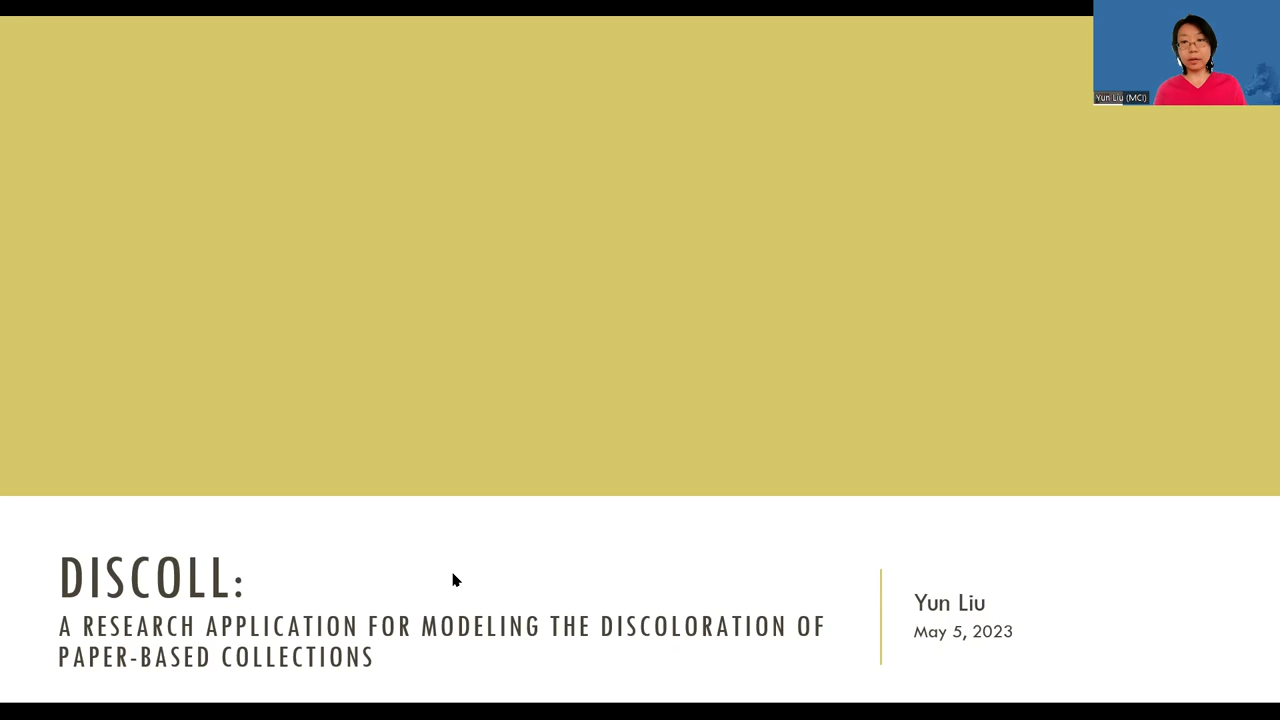 Yun Liu (MCI)
DISCOLL:
A RESEARCH APPLICATION FOR MODELING THE DISCOLORATION OF
PAPER-BASED COLLECTIONS
Yun Liu
May 5, 2023